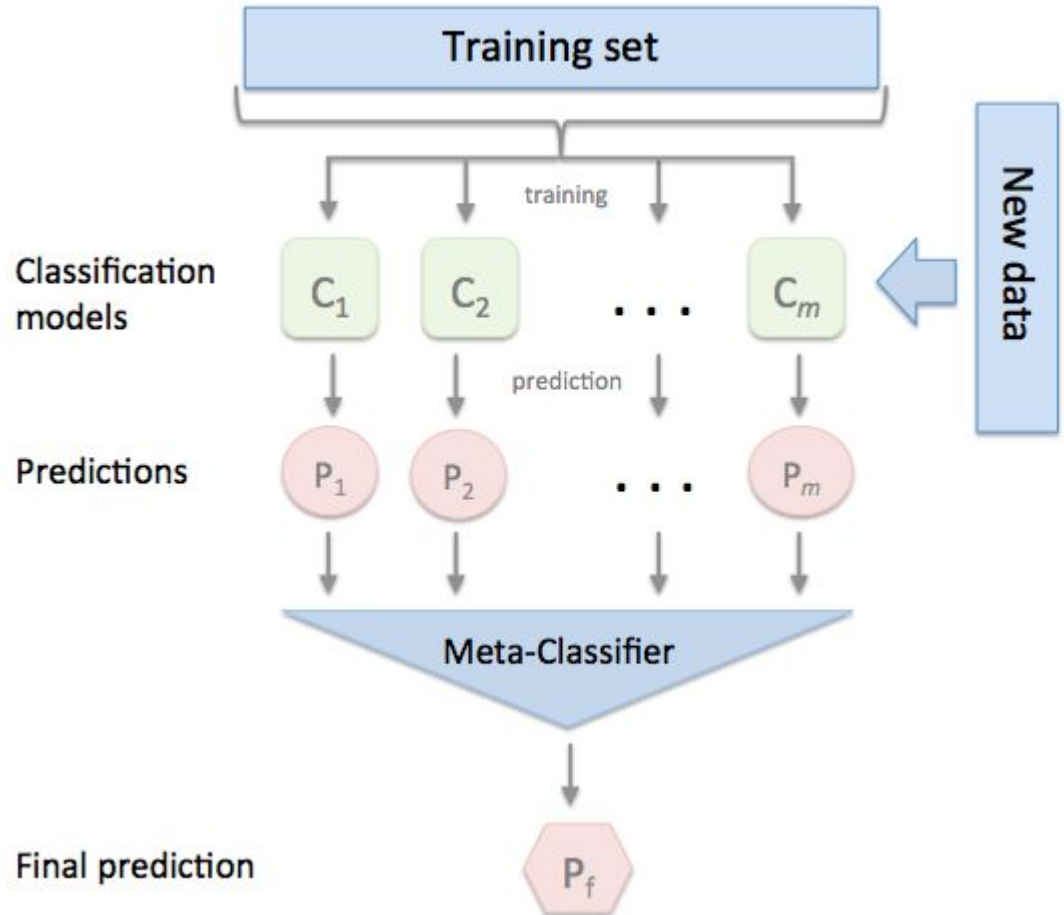 Training set
New data
training
Classification
models
C₁
C₂
. . .
Cₘ
prediction
Predictions
P₁
P₂
. . .
Pₘ
Meta-Classifier
Final prediction
P_f